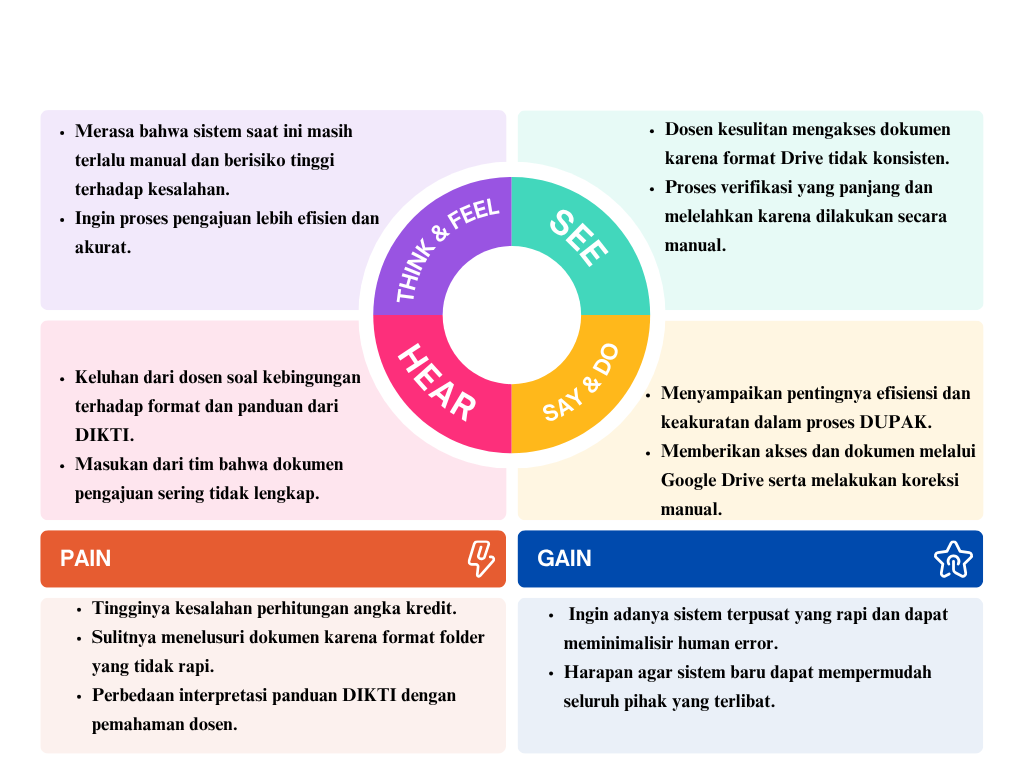 • Merasa bahwa sistem saat ini masih
terlalu manual dan berisiko tinggi
terhadap kesalahan.
• Ingin proses pengajuan lebih efisien dan
akurat.
• Dosen kesulitan mengakses dokumen
karena format Drive tidak konsisten.
• Proses verifikasi yang panjang dan
melelahkan karena dilakukan secara
manual.
THINK & FEEL
SEE
HEAR
SAY & DO
• Keluhan dari dosen soal kebingungan
terhadap format dan panduan dari
DIKTI.
• Masukan dari tim bahwa dokumen
pengajuan sering tidak lengkap.
• Menyampaikan pentingnya efisiensi dan
keakuratan dalam proses DUPAK.
• Memberikan akses dan dokumen melalui
Google Drive serta melakukan koreksi
manual.
PAIN
• Tingginya kesalahan perhitungan angka kredit.
• Sulitnya menelusuri dokumen karena format folder
yang tidak rapi.
• Perbedaan interpretasi panduan DIKTI dengan
pemahaman dosen.
GAIN
• Ingin adanya sistem terpusat yang rapi dan dapat
meminimalisir human error.
• Harapan agar sistem baru dapat mempermudah
seluruh pihak yang terlibat.